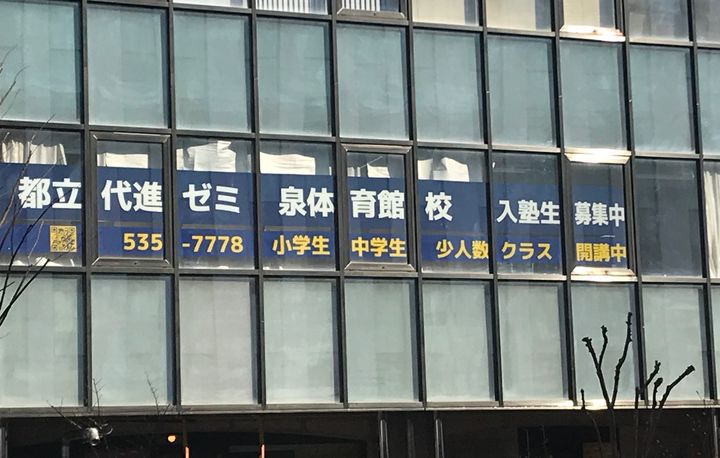 都立代進ゼミ 泉体育館校 入塾生募集中
535-7778 小学生 中学生 少人数クラス 開講中